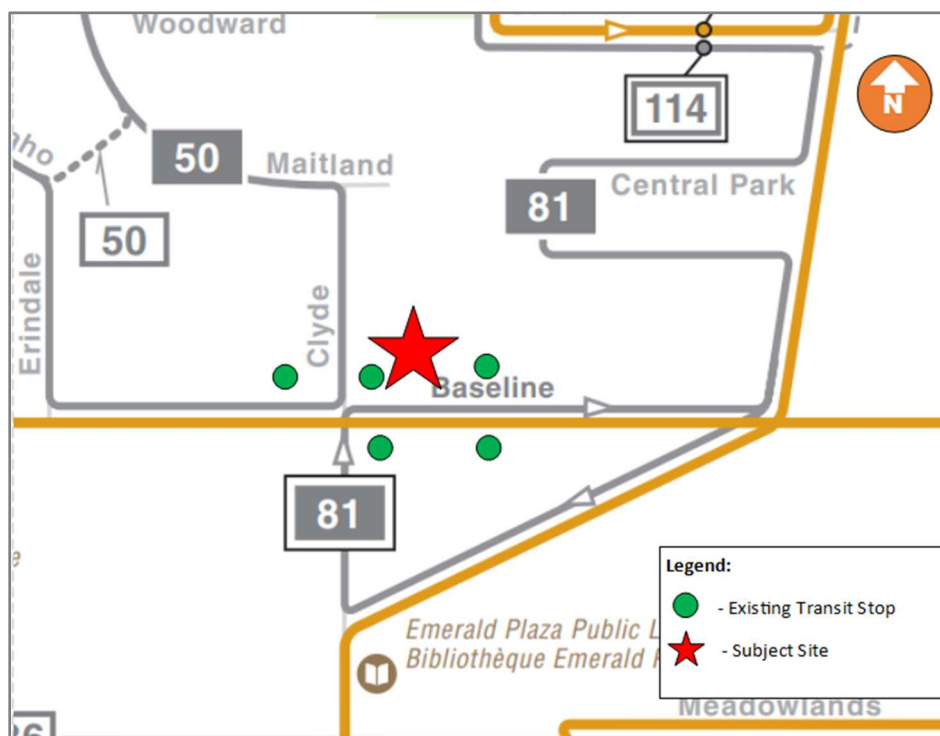 Woodward
114
N
50
Maitland
81
Central Park
50
Erindale
Clyde
Baseline
81
Legend:
- Existing Transit Stop
- Subject Site
Emerald Plaza Public
Bibliothèque Emerald
Meadowlands